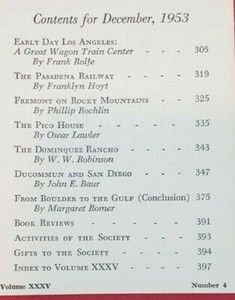 Contents for December, 1953
Early Day Los Angeles:
A Great Wagon Train Center - - - 305
By Frank Rolfe
The Pasadena Railway - - - - 319
By Franklyn Hoyt
Fremont on Rocky Mountains - - - 325
By Phillip Rochlin
The Pico House - - - - - 335
By Oscar Lawler
The Dominquez Rancho - - - - 343
By W. W. Robinson
Ducommun and San Diego - - - 347
By John E. Baur
From Boulder to the Gulf (Conclusion) 375
By Margaret Romer
Book Reviews - - - - - 391
Activities of the Society - - - 393
Gifts to the Society - - - - 395
Index to Volume XXXV - - - - 397
Volume XXXV Number 4